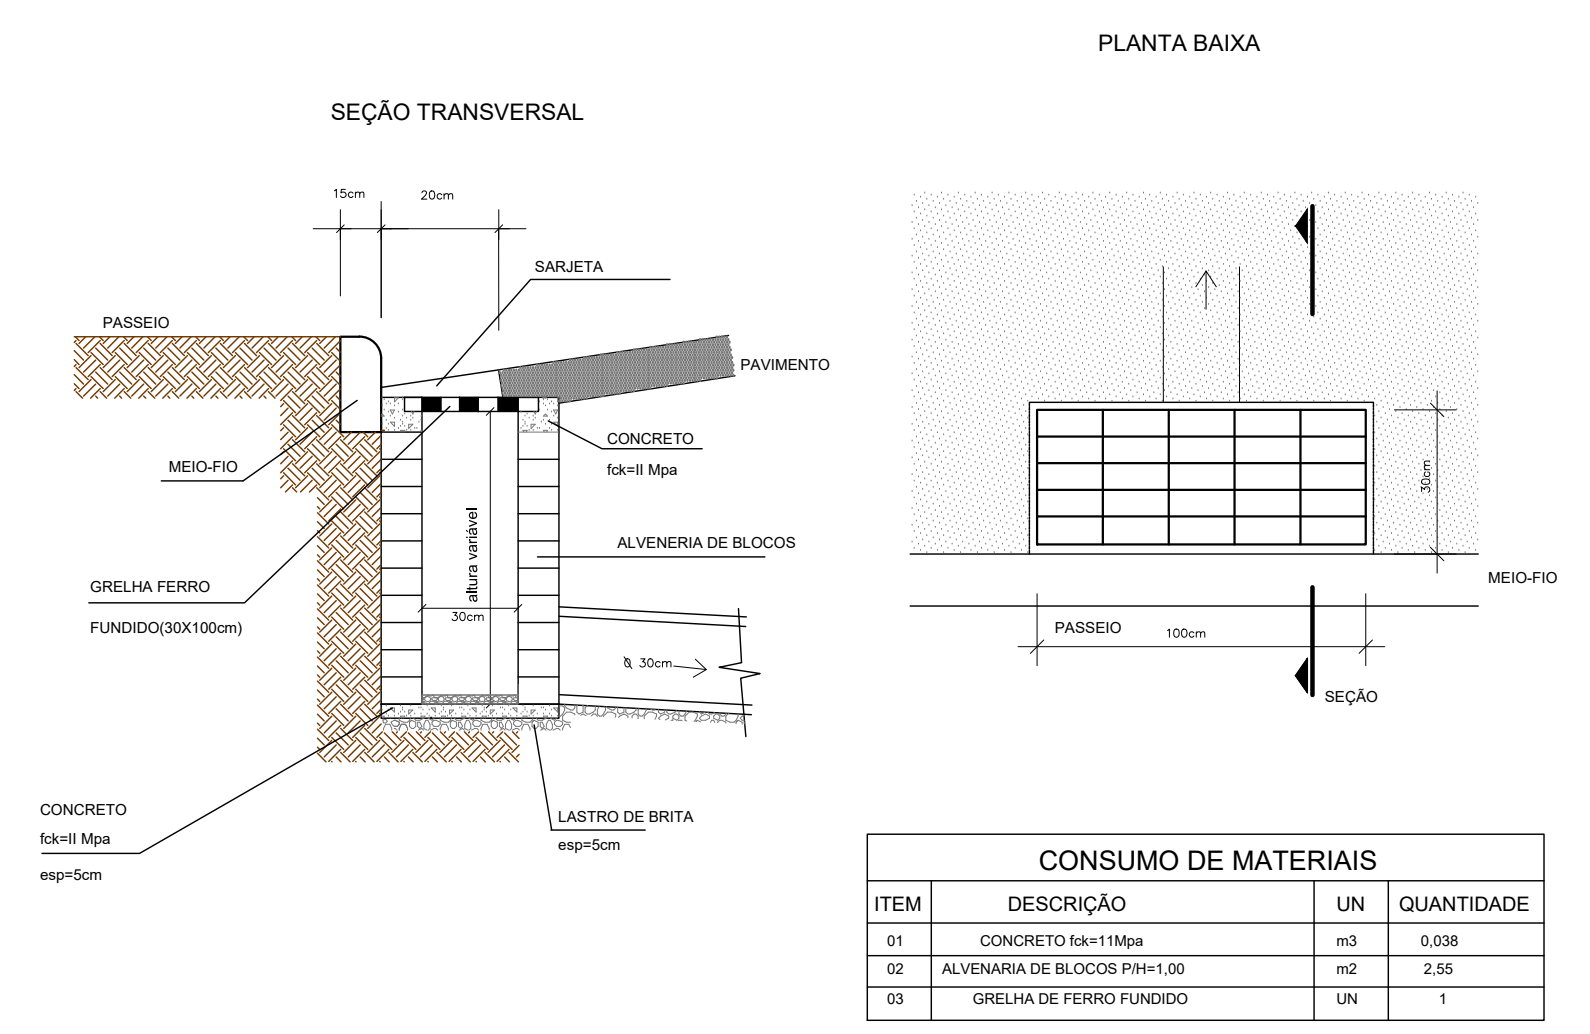 PLANTA BAIXA
SEÇÃO TRANSVERSAL
15cm
20cm
SARJETA
PASSEIO
PAVIMENTO
CONCRETO
fck=II Mpa
MEIO-FIO
altura variável
ALVENERIA DE BLOCOS
GRELHA FERRO
FUNDIDO(30X100cm)
30cm
Ø 30cm
CONCRETO
fck=II Mpa
esp=5cm
LASTRO DE BRITA
esp=5cm
30cm
MEIO-FIO
PASSEIO
100cm
SEÇÃO
CONSUMO DE MATERIAIS
ITEM DESCRIÇÃO UN QUANTIDADE
01 CONCRETO fck=11Mpa m3 0,038
02 ALVENARIA DE BLOCOS P/H=1,00 m2 2,55
03 GRELHA DE FERRO FUNDIDO UN 1